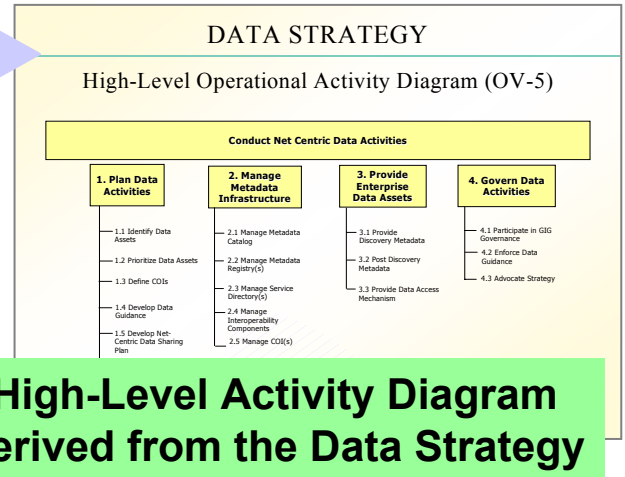 DATA STRATEGY
High-Level Operational Activity Diagram (OV-5)
Conduct Net Centric Data Activities
1. Plan Data
Activities
1.1 Identify Data
Assets
1.2 Prioritize Data Assets
1.3 Define COIs
1.4 Develop Data
Guidance
1.5 Develop Net-
Centric Data Sharing
Plan
2. Manage
Metadata
Infrastructure
2.1 Manage Metadata
Catalog
2.2 Manage Metadata
Registry(s)
2.3 Manage Service
Directory(s)
2.4 Manage
Interoperability
Components
2.5 Manage COI(s)
3. Provide
Enterprise
Data Assets
3.1 Provide
Discovery Metadata
3.2 Post Discovery
Metadata
3.3 Provide Data Access
Mechanism
4. Govern Data
Activities
4.1 Participate in GIG
Governance
4.2 Enforce Data
Guidance
4.3 Advocate Strategy
High-Level Activity Diagram
erived from the Data Strategy